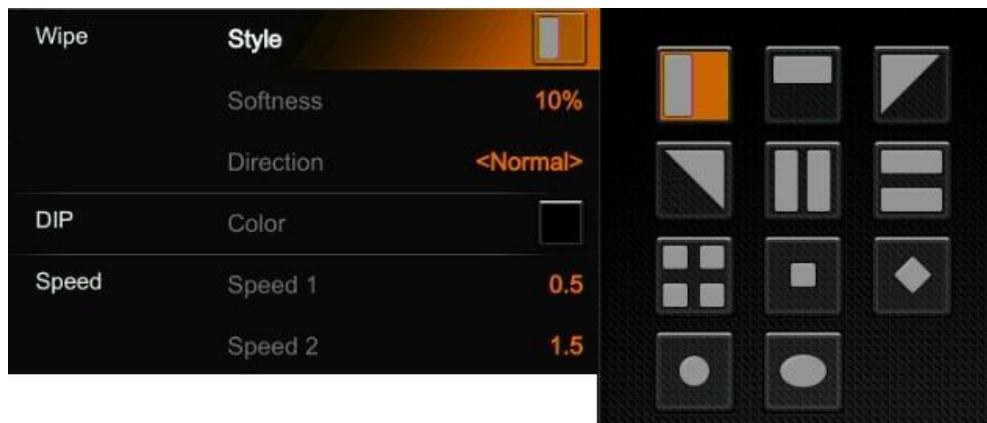 Wipe Style
Softness 10%
Direction <Normal>
DIP Color
Speed Speed 1 0.5
Speed 2 1.5